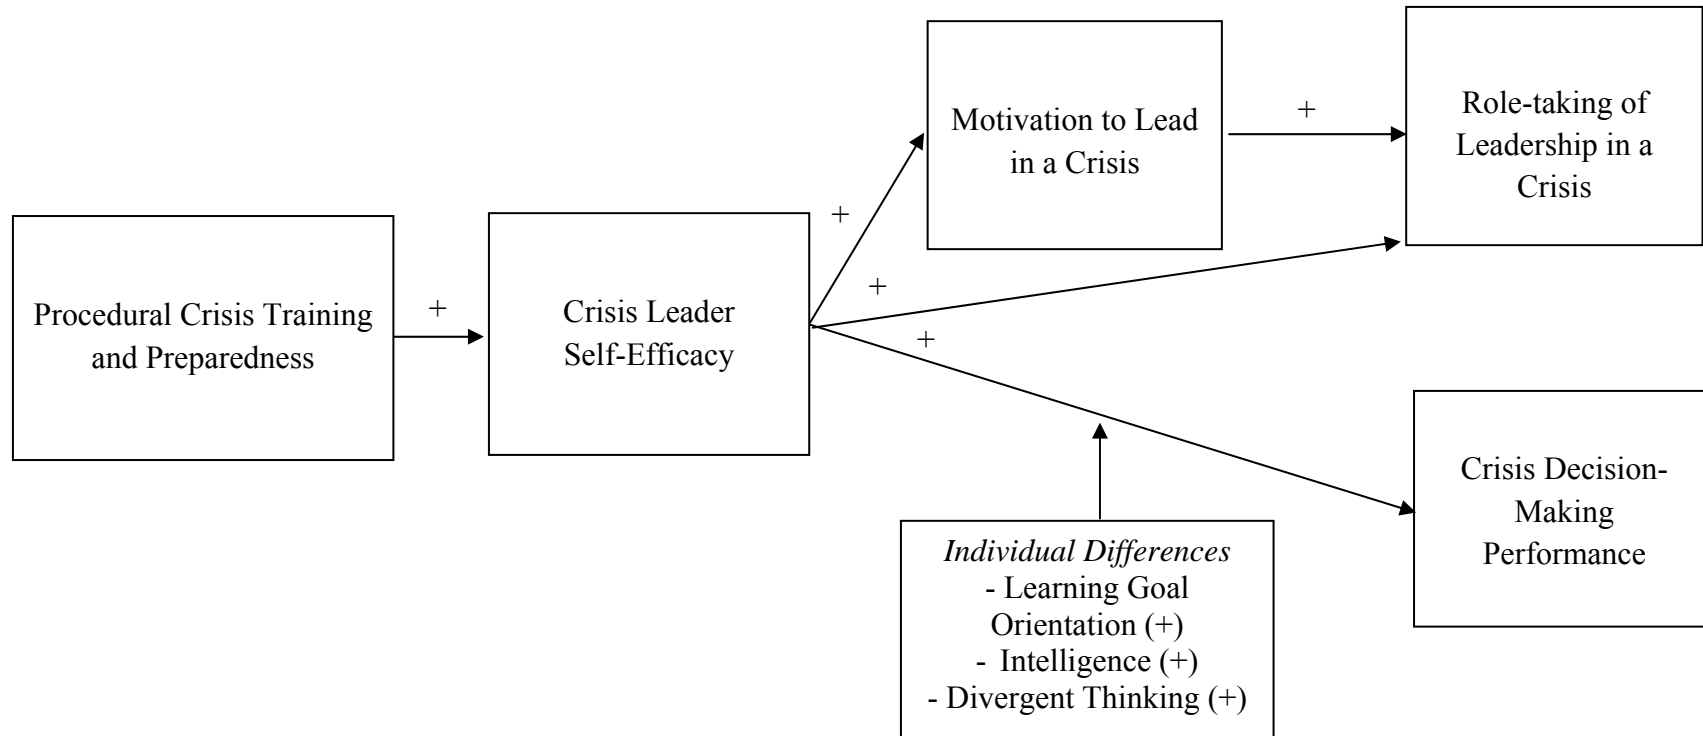 Procedural Crisis Training
and Preparedness
+
Crisis Leader
Self-Efficacy
+
+
+
Motivation to Lead
in a Crisis
+
Role-taking of
Leadership in a
Crisis
Individual Differences
- Learning Goal
Orientation (+)
- Intelligence (+)
- Divergent Thinking (+)
Crisis Decision-
Making
Performance